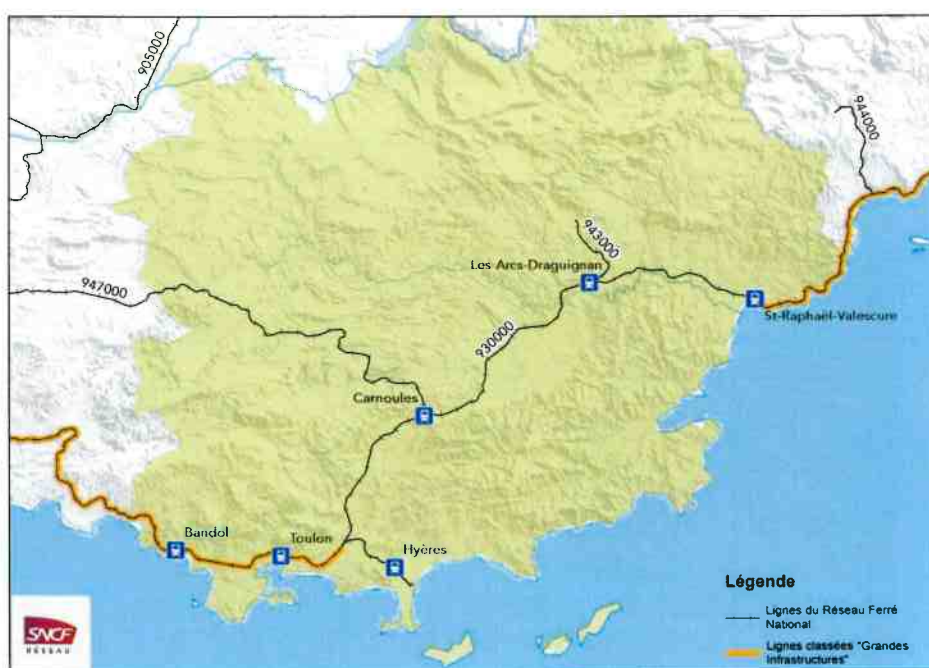 905000
944000
943000
Les Arcs-Draguignan
947000
St-Raphaël-Valescure
930000
Carnoules
Bandol
Toulon
Hyères
Légende
Lignes du Réseau Ferré
National
Lignes classées "Grandes
Infrastructures"
SNCF
RÉSEAU